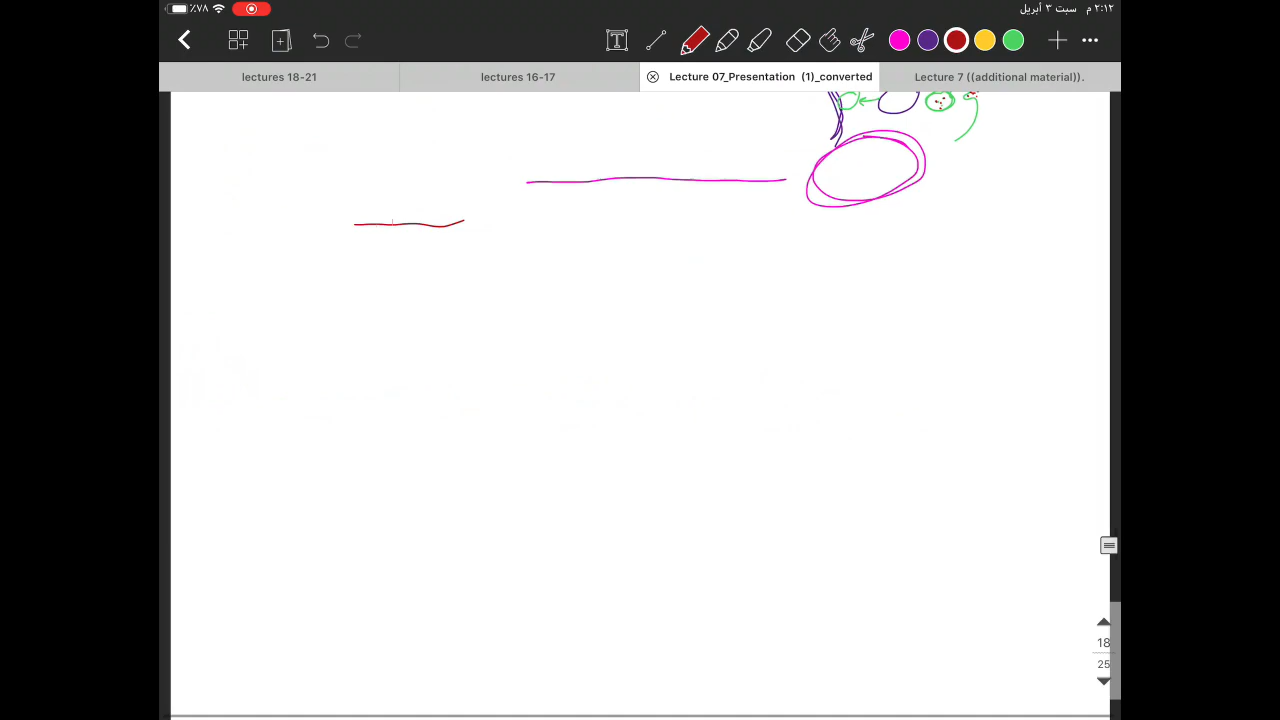 ٪٧٨ ٢:١٢ م سبت ٣ أبريل
lectures 18-21 lectures 16-17 Lecture 07_Presentation (1)_converted Lecture 7 ((additional material)).
18
25